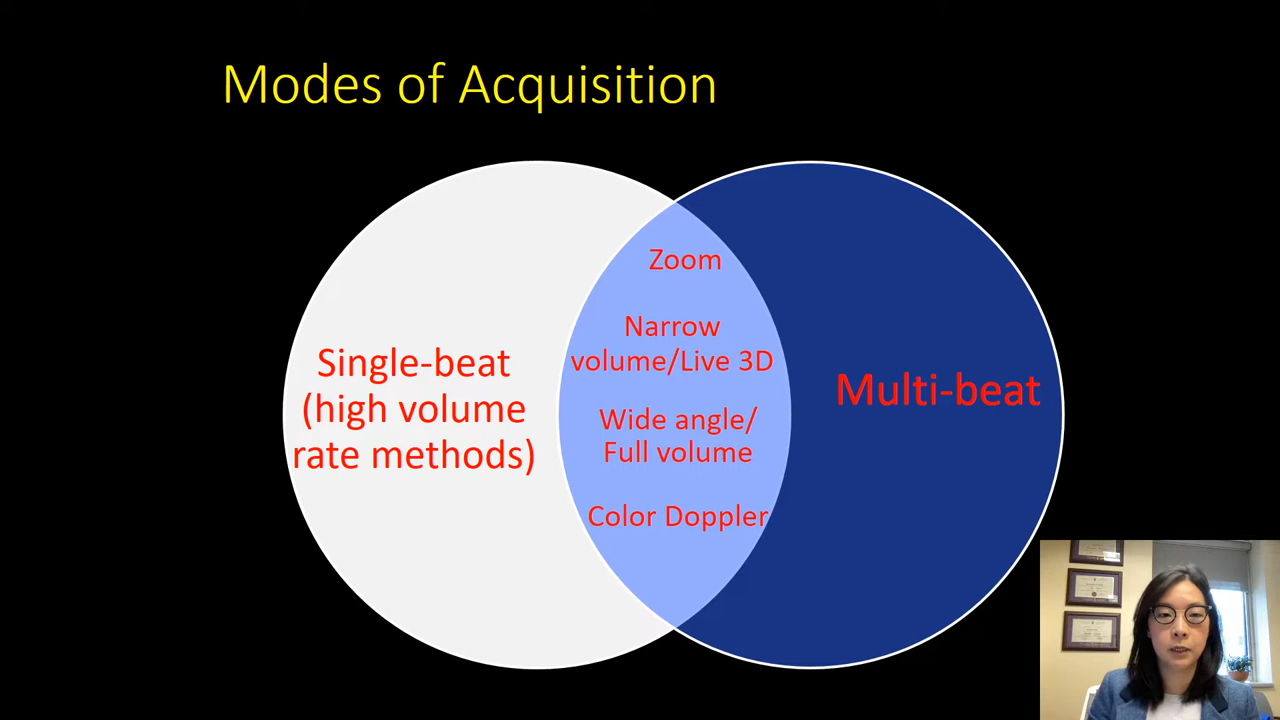 Modes of Acquisition
Single-beat
(high volume
rate methods)
Zoom
Narrow
volume/Live 3D
Wide angle/
Full volume
Color Doppler
Multi-beat